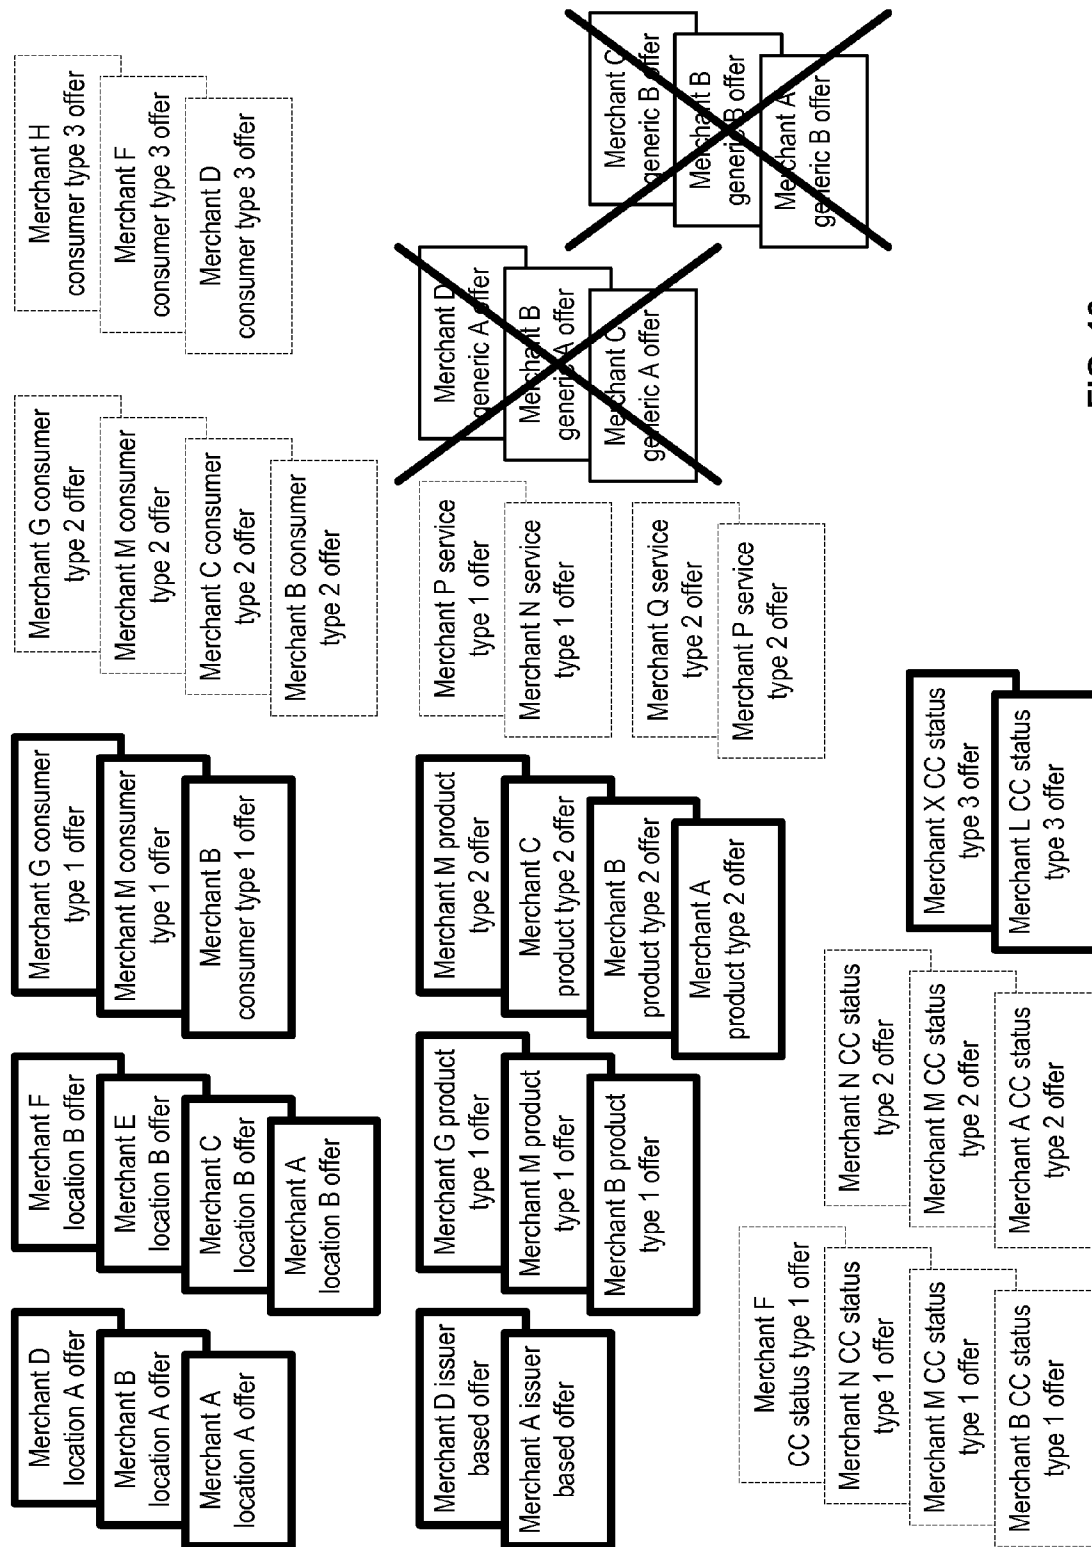 Merchant D
location A offer
Merchant B
location A offer
Merchant A
location A offer
Merchant F
location B offer
Merchant E
location B offer
Merchant C
location B offer
Merchant A
location B offer
Merchant G consumer
type 1 offer
Merchant M consumer
type 1 offer
Merchant B
consumer type 1 offer
Merchant G consumer
type 2 offer
Merchant M consumer
type 2 offer
Merchant C consumer
type 2 offer
Merchant B consumer
type 2 offer
Merchant H
consumer type 3 offer
Merchant F
consumer type 3 offer
Merchant D
consumer type 3 offer
Merchant D issuer
based offer
Merchant A issuer
based offer
Merchant G product
type 1 offer
Merchant M product
type 1 offer
Merchant B product
type 1 offer
Merchant M product
type 2 offer
Merchant C
product type 2 offer
Merchant B
product type 2 offer
Merchant A
product type 2 offer
Merchant P service
type 1 offer
Merchant N service
type 1 offer
Merchant Q service
type 2 offer
Merchant P service
type 2 offer
Merchant D
generic A offer
Merchant B
generic A offer
Merchant C
generic A offer
Merchant C
generic B offer
Merchant B
generic B offer
Merchant A
generic B offer
Merchant F
CC status type 1 offer
Merchant N CC status
type 1 offer
Merchant M CC status
type 1 offer
Merchant B CC status
type 1 offer
Merchant N CC status
type 2 offer
Merchant M CC status
type 2 offer
Merchant A CC status
type 2 offer
Merchant X CC status
type 3 offer
Merchant L CC status
type 3 offer
FIG.